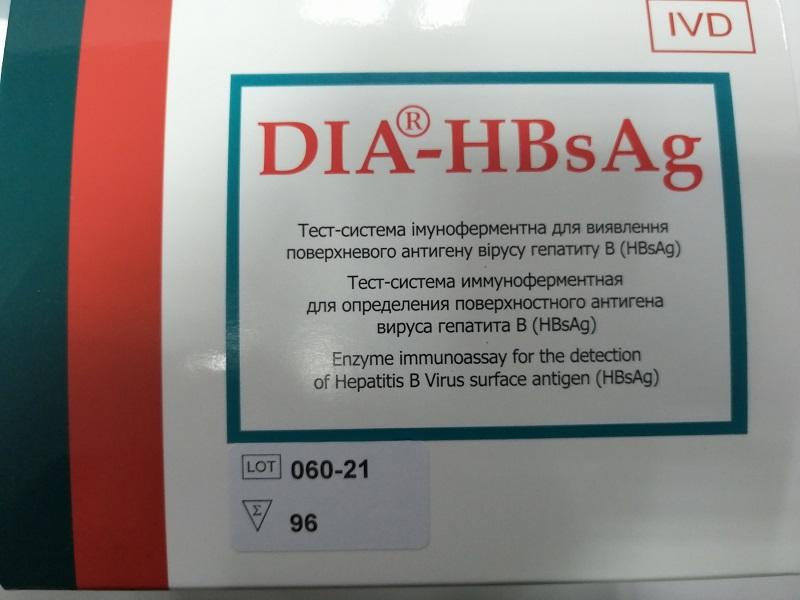 IVD
DIA®-HBsAg
Тест-система імуноферментна для виявлення
поверхневого антигену вірусу гепатиту В (HBsAg)
Тест-система иммуноферментная
для определения поверхностного антигена
вируса гепатита В (HBsAg)
Enzyme immunoassay for the detection
of Hepatitis B Virus surface antigen (HBsAg)
LOT 060-21
Σ 96